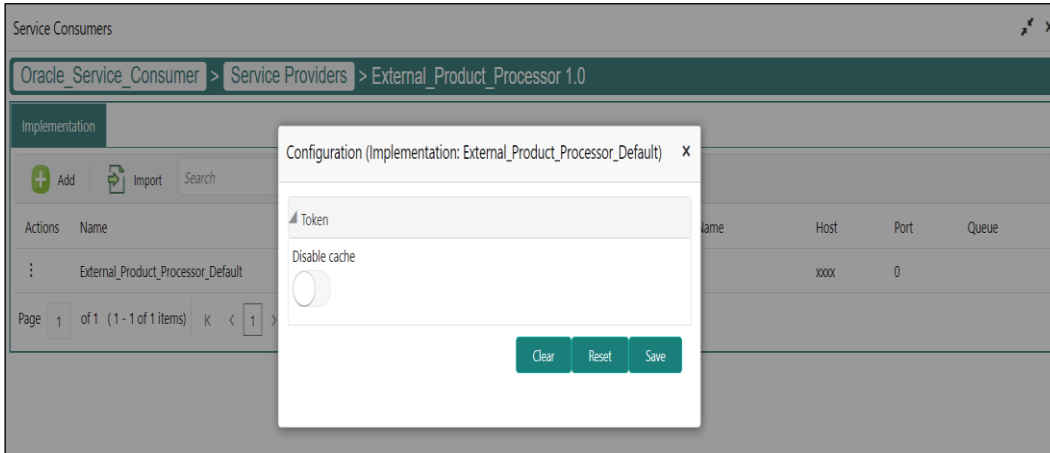 Service Consumers
Oracle_Service_Consumer > Service Providers > External_Product_Processor 1.0
Implementation
Add Import Search
Actions Name Host Port Queue
External_Product_Processor_Default xxxx 0
Page 1 of 1 (1 - 1 of 1 items) K < 1 >
Configuration (Implementation: External_Product_Processor_Default) x
Token
Disable cache
Clear Reset Save